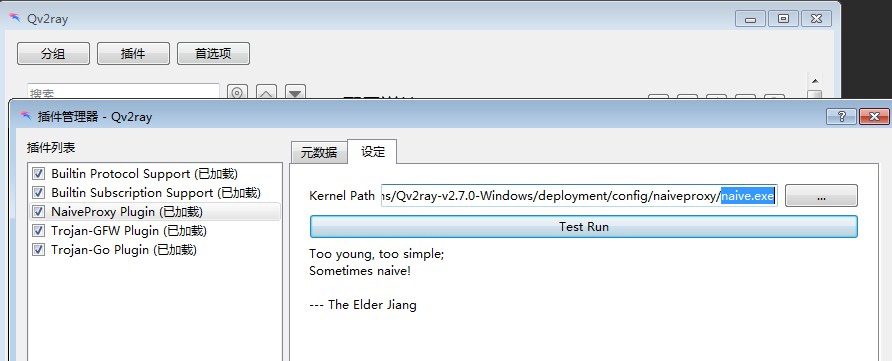 Qv2ray
分组 插件 首选项
搜索
插件管理器 - Qv2ray
插件列表
Builtin Protocol Support (已加载)
Builtin Subscription Support (已加载)
NaiveProxy Plugin (已加载)
Trojan-GFW Plugin (已加载)
Trojan-Go Plugin (已加载)
元数据 设定
Kernel Path ns/Qv2ray-v2.7.0-Windows/deployment/config/naiveproxy/naive.exe ...
Test Run
Too young, too simple;
Sometimes naive!
--- The Elder Jiang